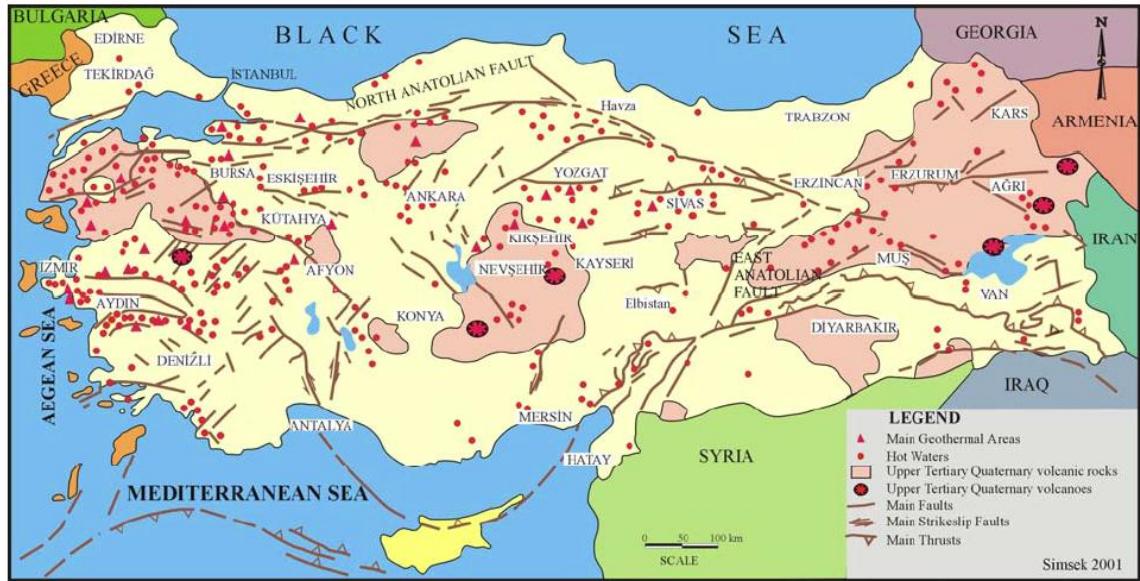 BULGARIA
GREECE
EDİRNE
TEKİRDAĞ
İSTANBUL
BLACK SEA
GEORGIA
N
ARMENIA
IRAN
NORTH ANATOLIAN FAULT
Havza
TRABZON
KARS
BURSA
ESKİŞEHİR
ANKARA
YOZGAT
SİVAS
ERZİNCAN
ERZURUM
AĞRI
KÜTAHYA
KIRŞEHİR
İZMİR
AFYON
NEVŞEHİR
KAYSERİ
EAST
ANATOLIAN
FAULT
MUŞ
VAN
AYDIN
KONYA
Elbistan
DİYARBAKIR
DENİZLİ
AEGEAN SEA
ANTALYA
MERSİN
HATAY
IRAQ
SYRIA
MEDITERRANEAN SEA
0 50 100 km
SCALE
LEGEND
Main Geothermal Areas
Hot Waters
Upper Tertiary Quaternary volcanic rocks
Upper Tertiary Quaternary volcanoes
Main Faults
Main Strikeslip Faults
Main Thrusts
Simsek 2001